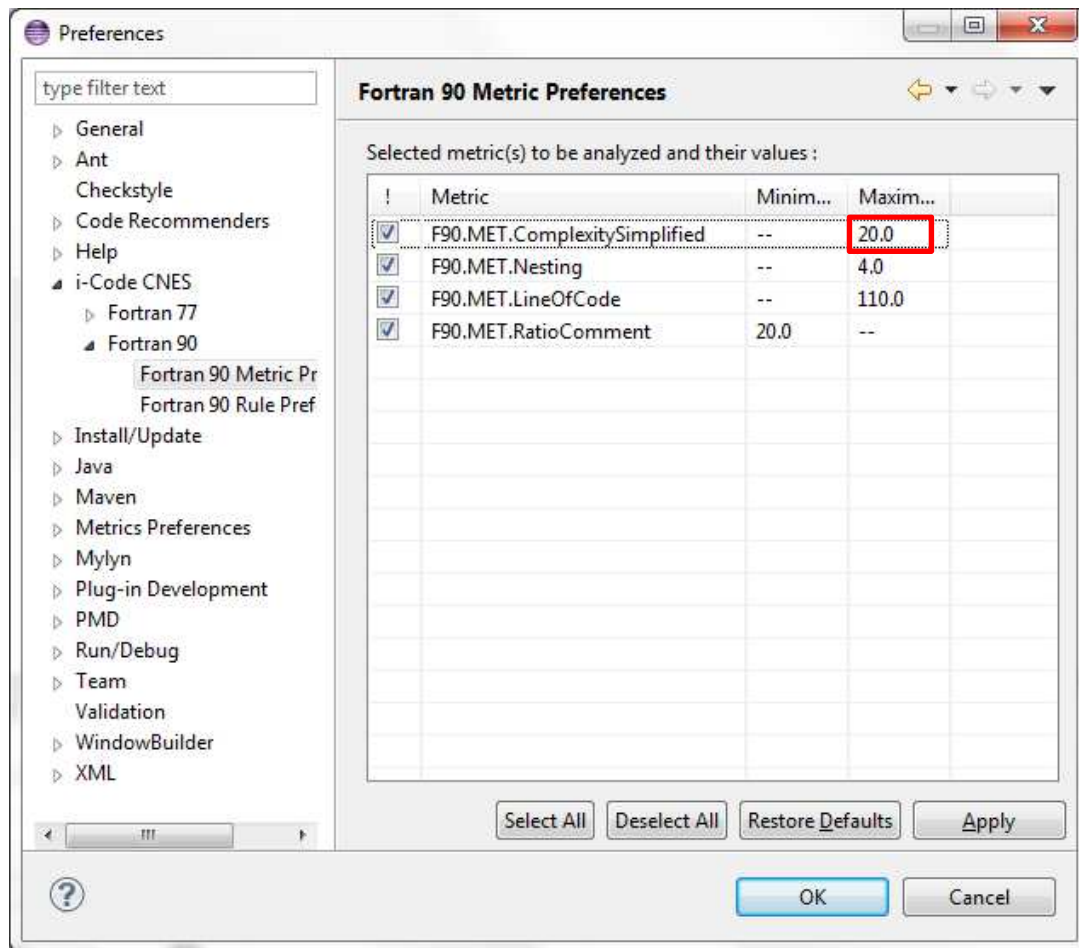 Preferences
type filter text
General
Ant
Checkstyle
Code Recommenders
Help
i-Code CNES
Fortran 77
Fortran 90
Fortran 90 Metric Pr
Fortran 90 Rule Pref
Install/Update
Java
Maven
Metrics Preferences
Mylyn
Plug-in Development
PMD
Run/Debug
Team
Validation
WindowBuilder
XML
Fortran 90 Metric Preferences
Selected metric(s) to be analyzed and their values :
! Metric Minim... Maxim...
F90.MET.ComplexitySimplified -- 20.0
F90.MET.Nesting -- 4.0
F90.MET.LineOfCode -- 110.0
F90.MET.RatioComment 20.0 --
Select All Deselect All Restore Defaults Apply
? OK Cancel